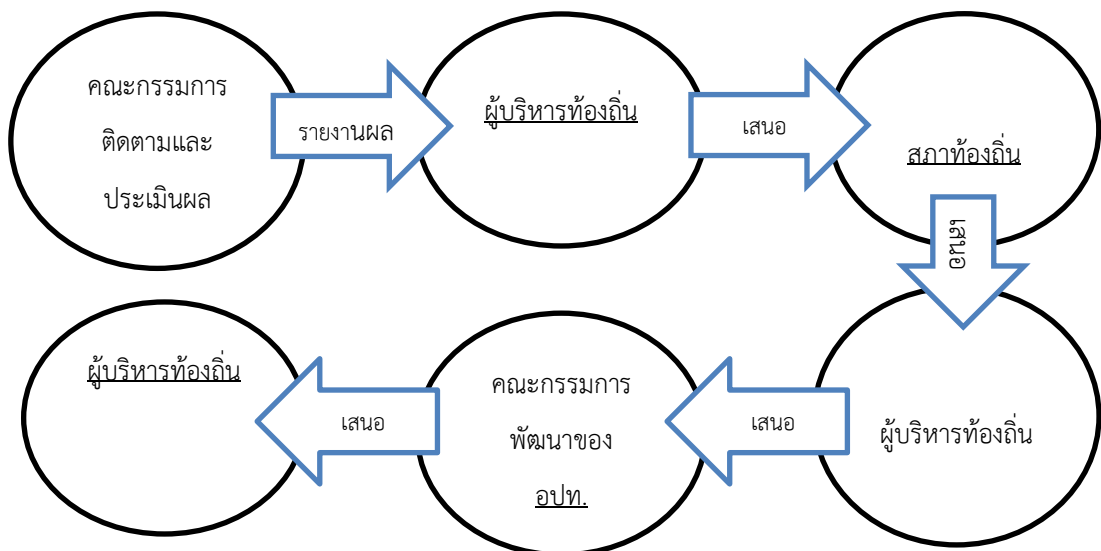 คณะกรรมการ
ติดตามและ
ประเมินผล
รายงานผล
ผู้บริหารท้องถิ่น
เสนอ
สภาท้องถิ่น
เสนอ
ผู้บริหารท้องถิ่น
เสนอ
คณะกรรมการ
พัฒนาของ
อปท.
เสนอ
ผู้บริหารท้องถิ่น